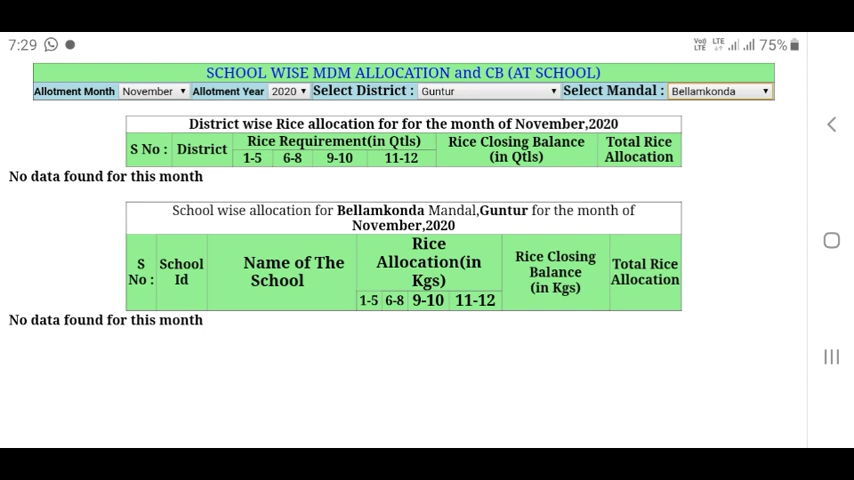 7:29
Vo)) LTE LTE 75%
SCHOOL WISE MDM ALLOCATION and CB (AT SCHOOL)
Allotment Month November Allotment Year 2020 Select District : Guntur Select Mandal : Bellamkonda
District wise Rice allocation for for the month of November,2020
S No : District Rice Requirement(in Qtls) Rice Closing Balance (in Qtls) Total Rice Allocation
1-5 6-8 9-10 11-12
No data found for this month
School wise allocation for Bellamkonda Mandal,Guntur for the month of
November,2020
S No : School Id Name of The School Rice Allocation(in Kgs) Rice Closing Balance (in Kgs) Total Rice Allocation
1-5 6-8 9-10 11-12
No data found for this month